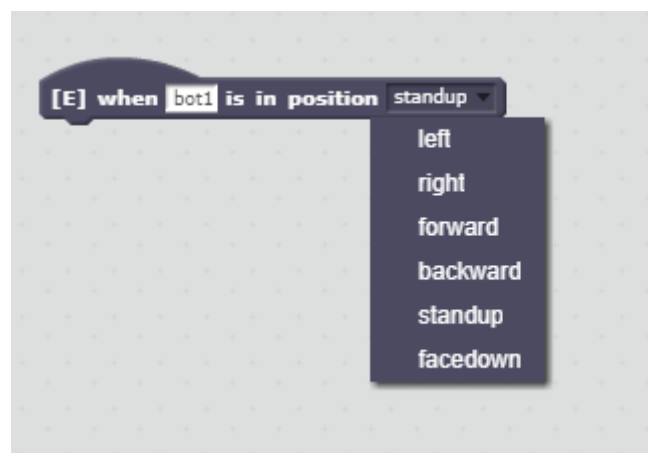 [E] when bot1 is in position standup
left
right
forward
backward
standup
facedown